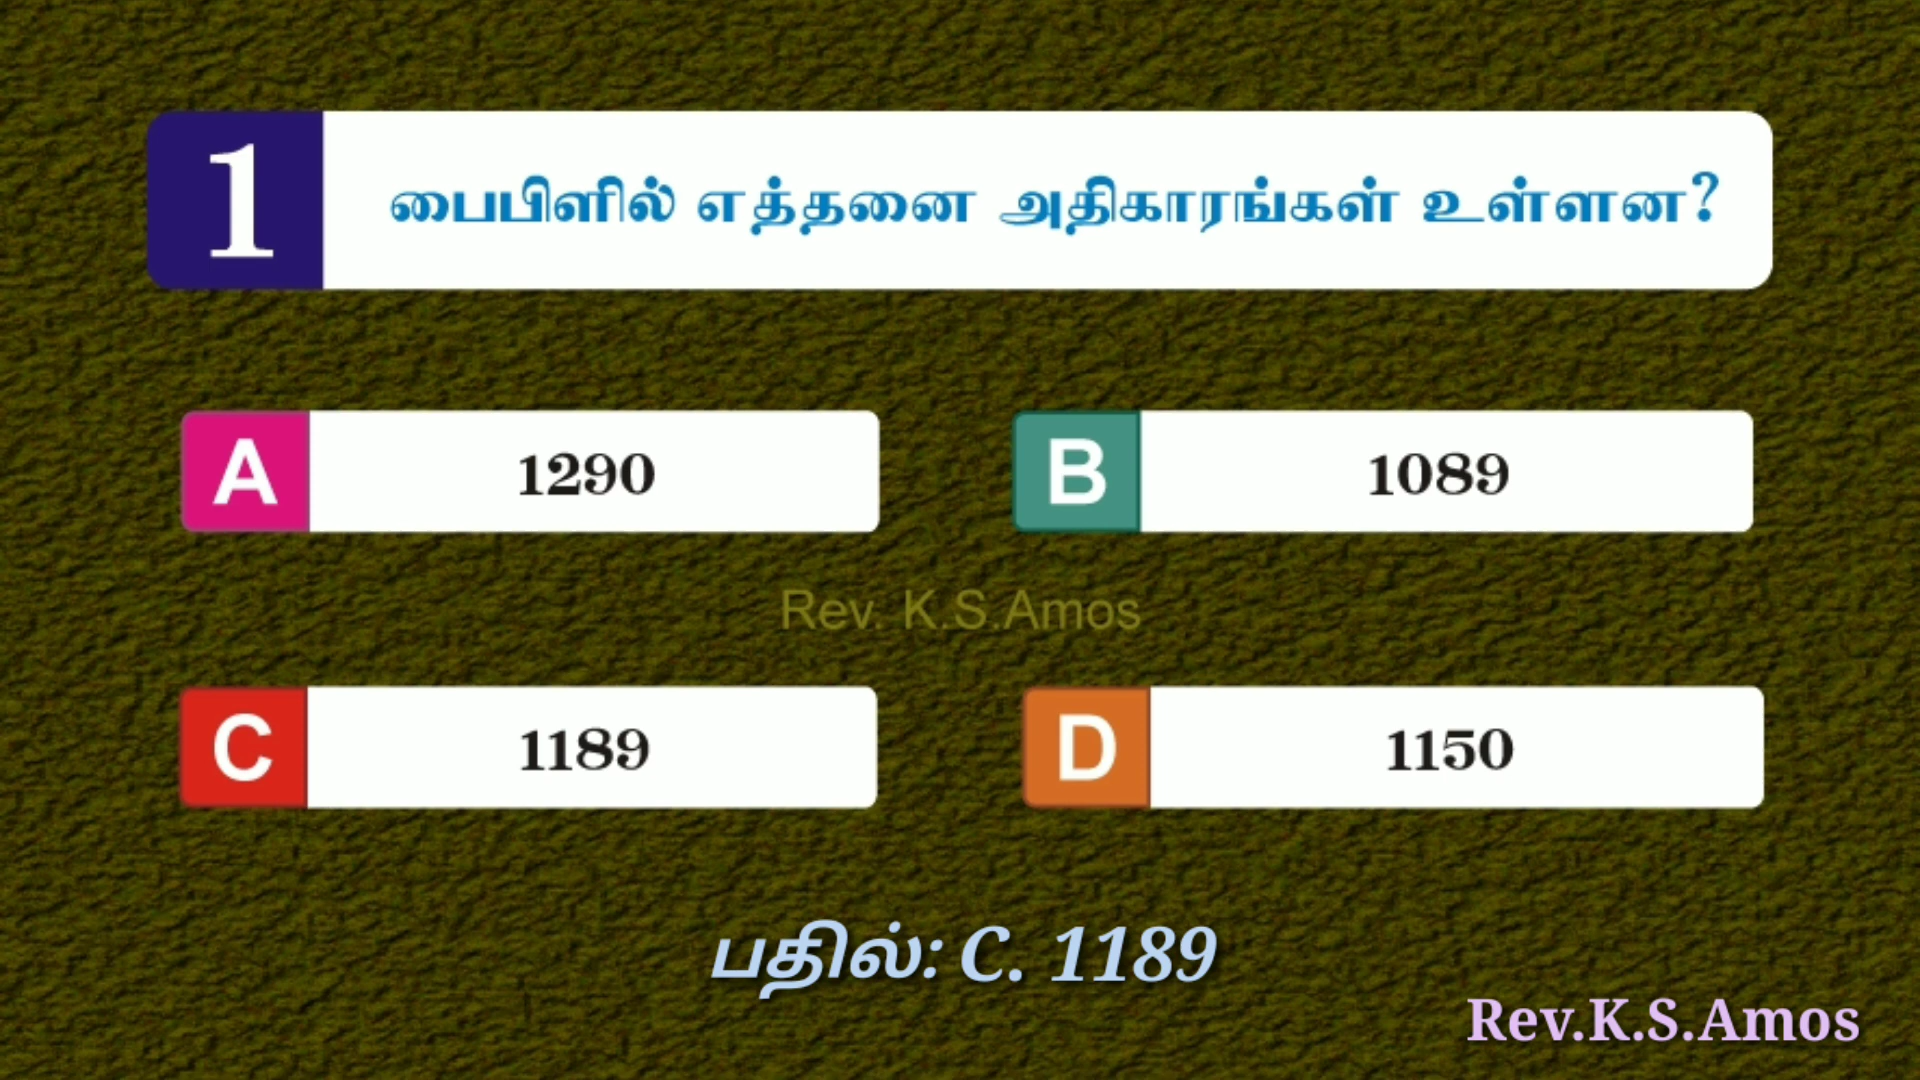 1
பைபிளில் எத்தனை அதிகாரங்கள் உள்ளன?
A 1290
B 1089
Rev. K.S.Amos
C 1189
D 1150
பதில்: C. 1189
Rev.K.S.Amos